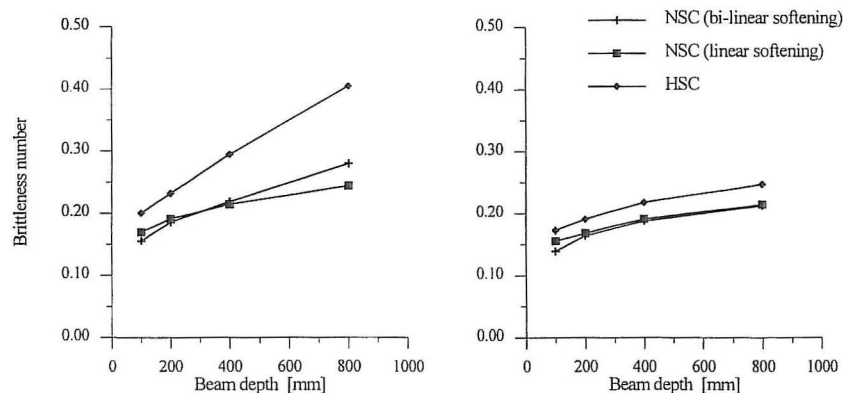 0.50
0.40
0.30
0.20
0.10
0.00
Brittleness number
0 200 400 600 800 1000
Beam depth [mm]
NSC (bi-linear softening)
NSC (linear softening)
HSC
0.50
0.40
0.30
0.20
0.10
0.00
0 200 400 600 800 1000
Beam depth [mm]